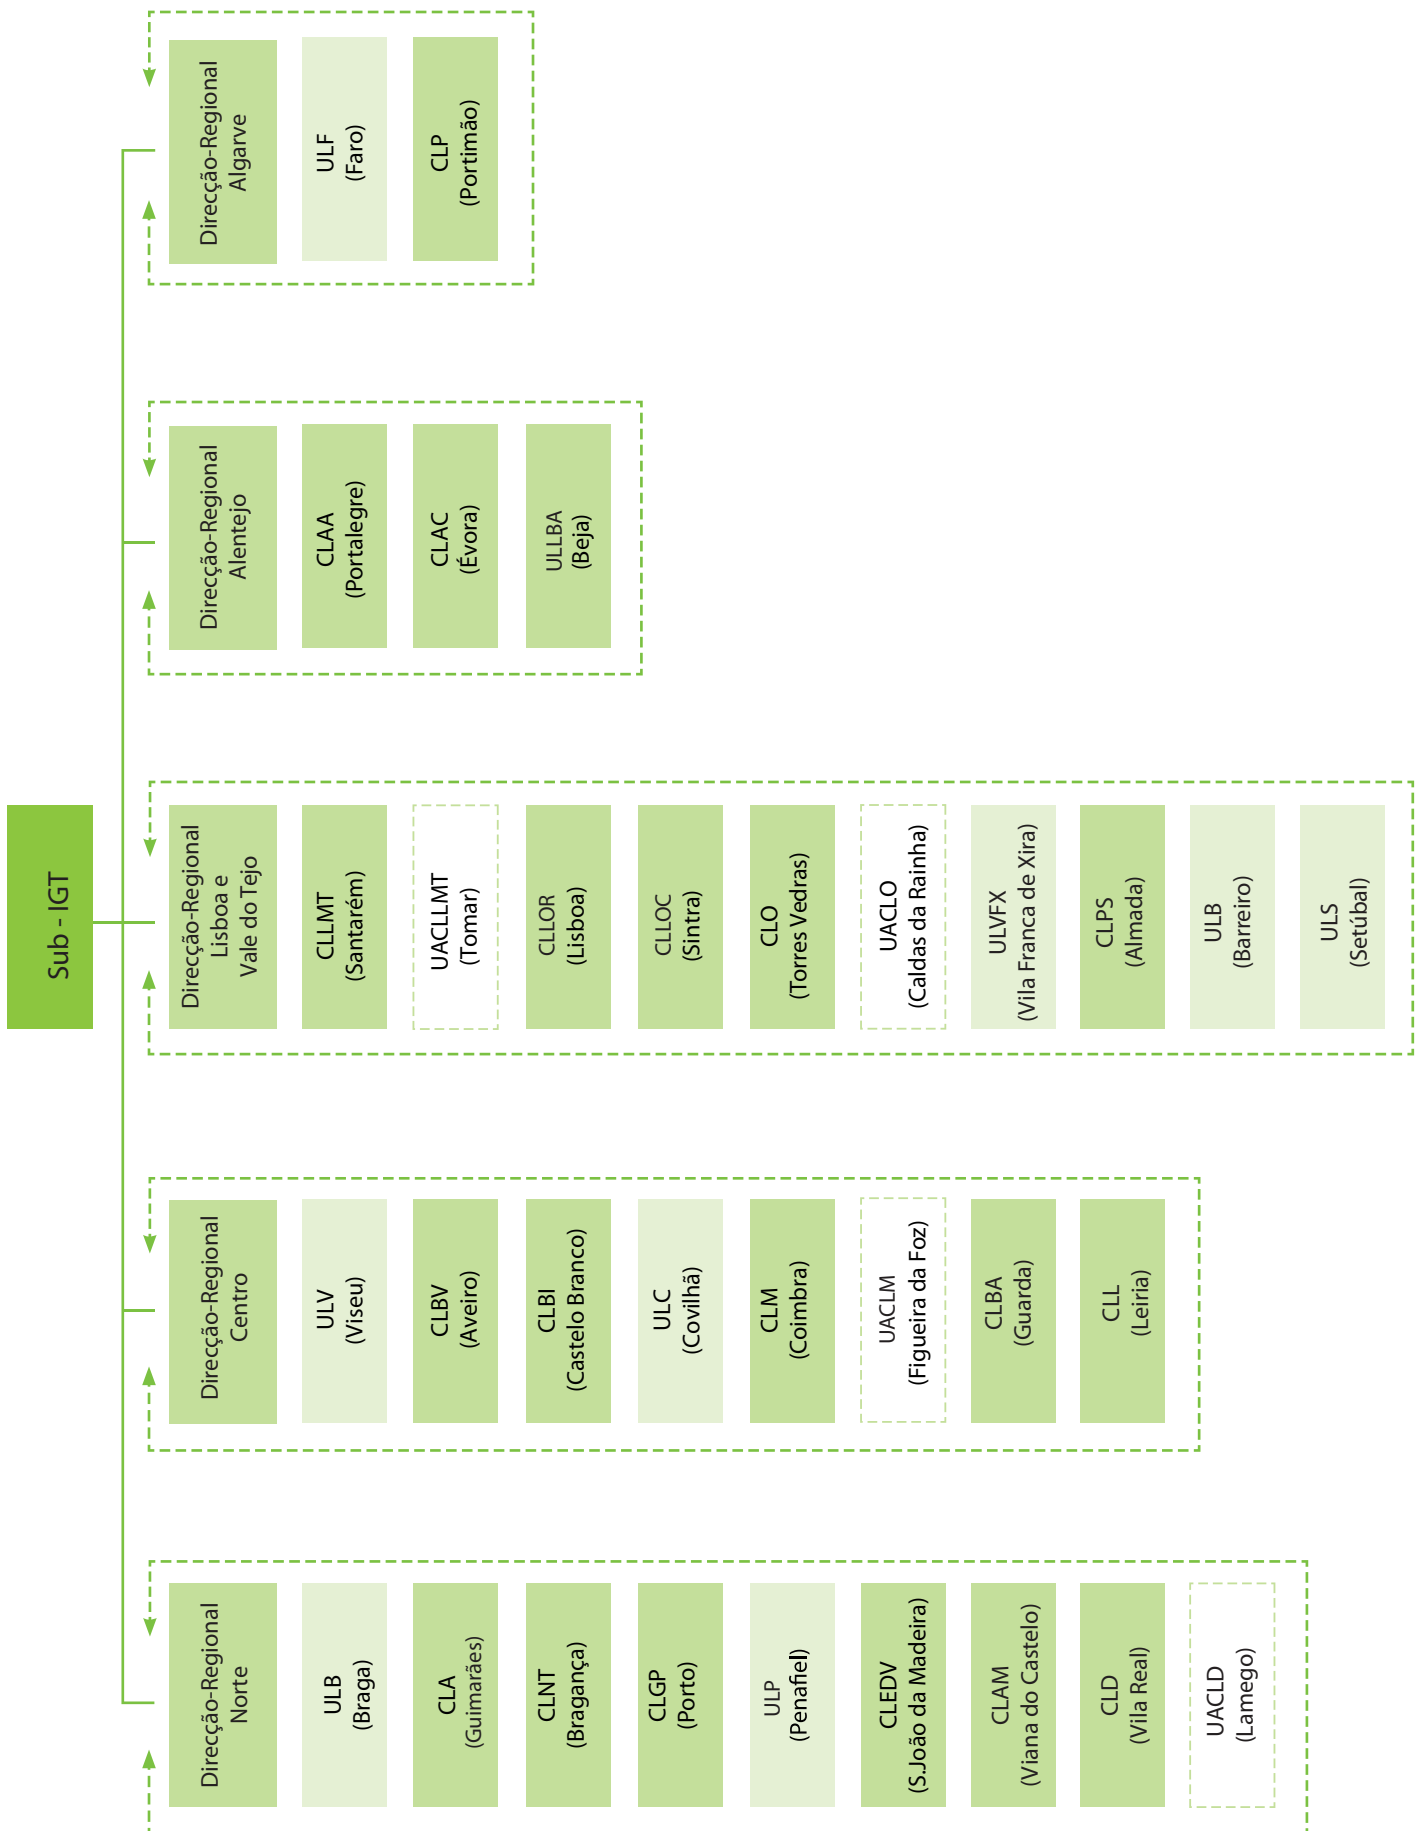 Sub - IGT
Direcção-Regional
Norte
ULB
(Braga)
CLA
(Guimarães)
CLNT
(Bragança)
CLGP
(Porto)
ULP
(Penafiel)
CLEDV
(S.João da Madeira)
CLAM
(Viana do Castelo)
CLD
(Vila Real)
UACLD
(Lamego)
Direcção-Regional
Centro
ULV
(Viseu)
CLBV
(Aveiro)
CLBI
(Castelo Branco)
ULC
(Covilhã)
CLM
(Coimbra)
UACLM
(Figueira da Foz)
CLBA
(Guarda)
CLL
(Leiria)
Direcção-Regional
Lisboa e
Vale do Tejo
CLLMT
(Santarém)
UACLLMT
(Tomar)
CLLOR
(Lisboa)
CLLOC
(Sintra)
CLO
(Torres Vedras)
UACLO
(Caldas da Rainha)
ULVFX
(Vila Franca de Xira)
CLPS
(Almada)
ULB
(Barreiro)
ULS
(Setúbal)
Direcção-Regional
Alentejo
CLAA
(Portalegre)
CLAC
(Évora)
ULLBA
(Beja)
Direcção-Regional
Algarve
ULF
(Faro)
CLP
(Portimão)